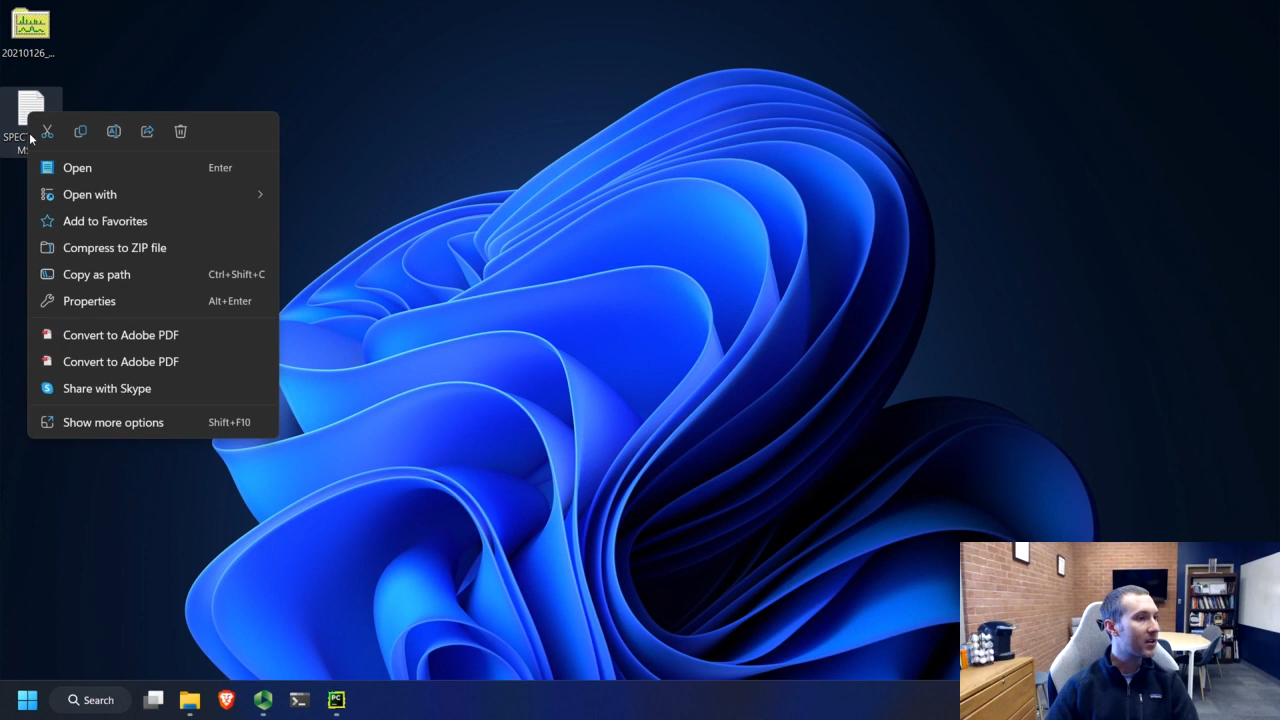 20210126_...
Open Enter
Open with
Add to Favorites
Compress to ZIP file
Copy as path Ctrl+Shift+C
Properties Alt+Enter
Convert to Adobe PDF
Convert to Adobe PDF
Share with Skype
Show more options Shift+F10
Search
PC